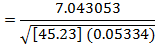 = 7.043053 / √[45.23] (0.05334)